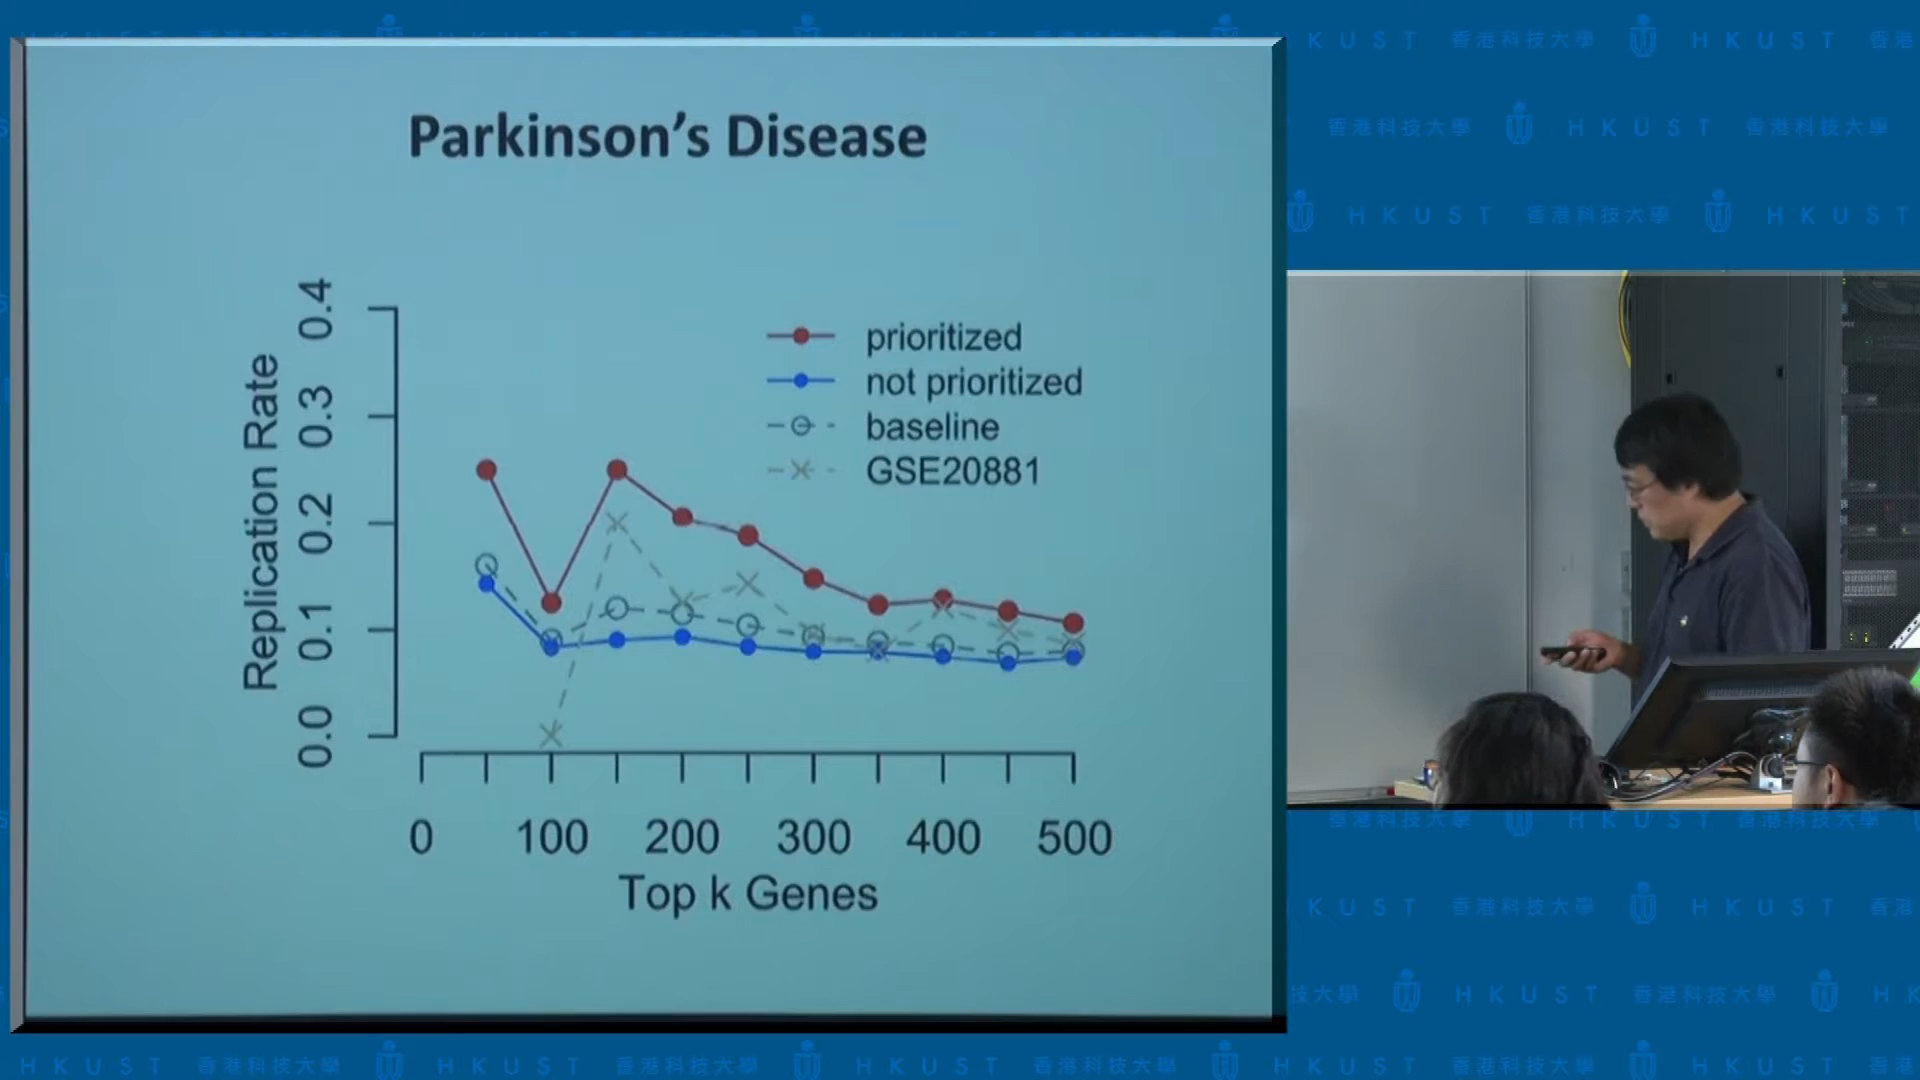 Parkinson's Disease
Replication Rate
0.4
0.3
0.2
0.1
0.0
prioritized
not prioritized
baseline
GSE20881
0 100 200 300 400 500
Top k Genes
HKUST 香港科技大學